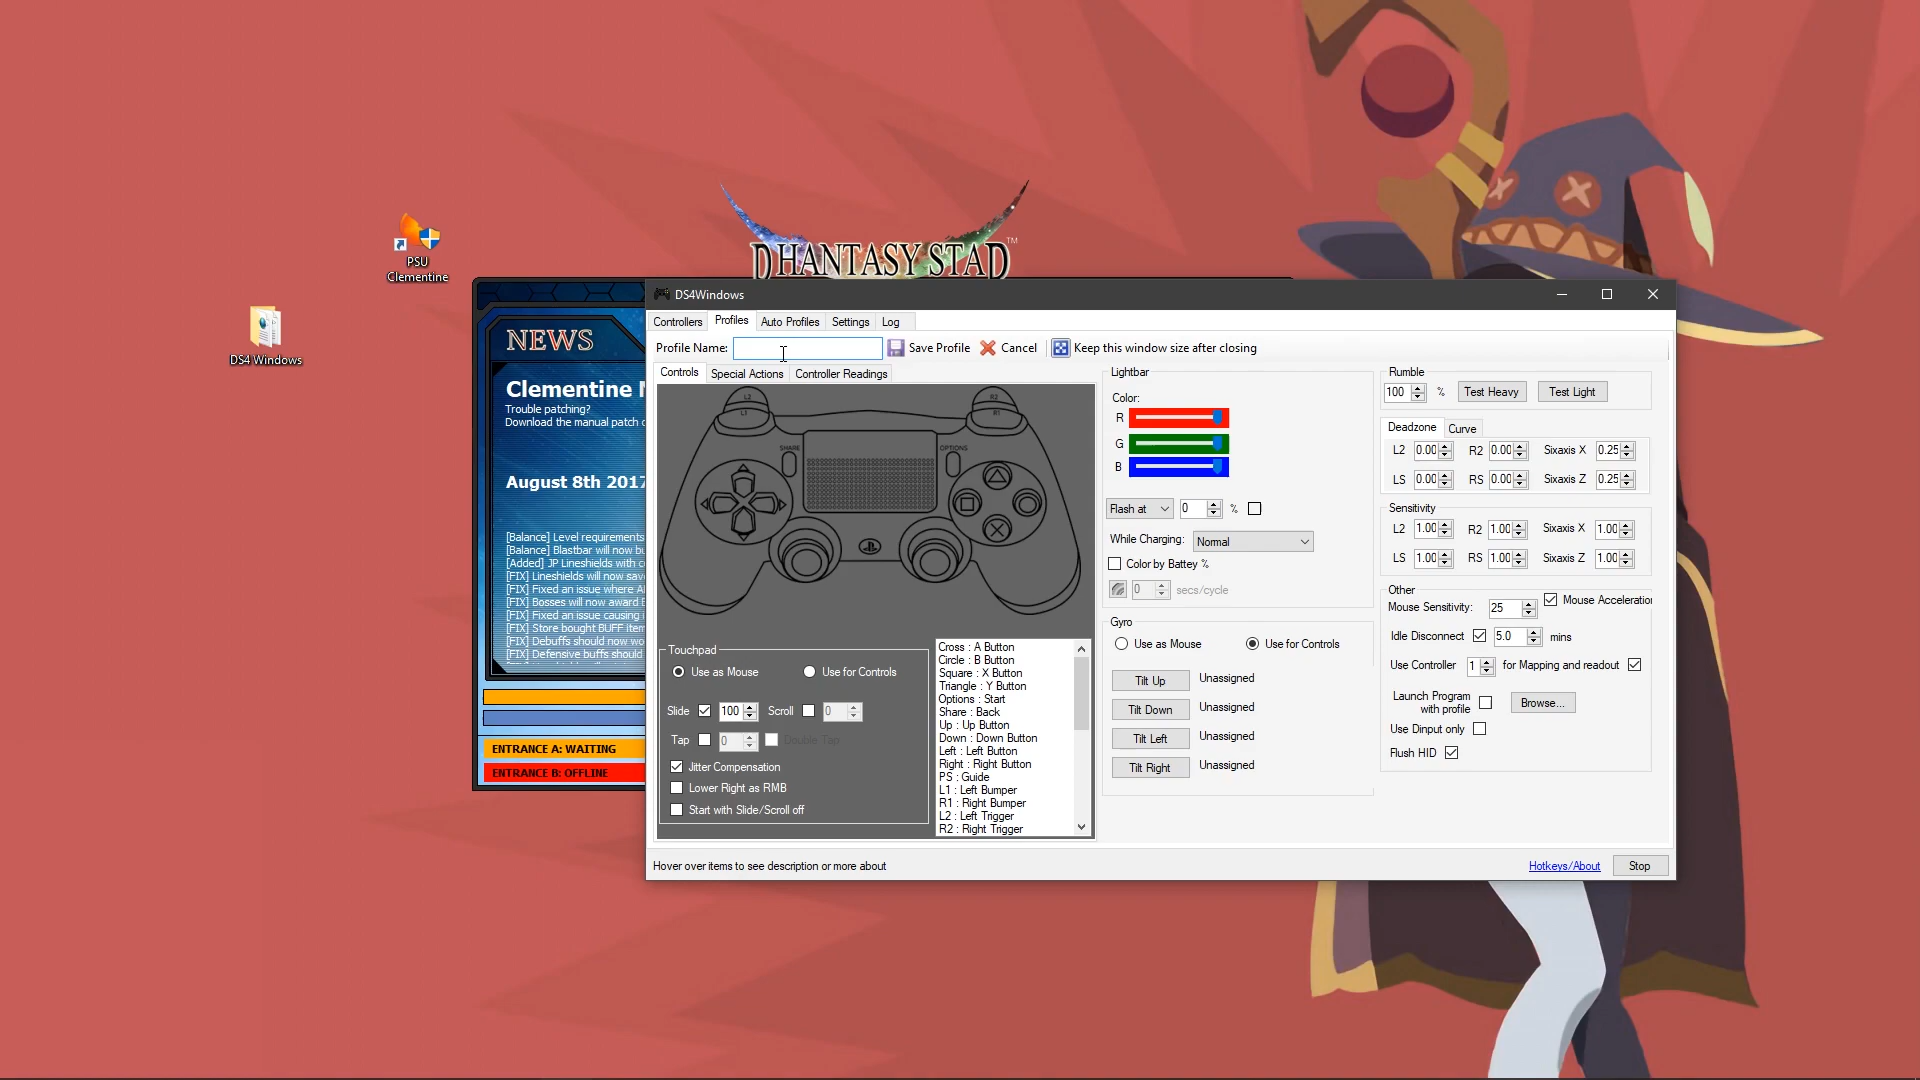 DHANTASY STAD™
PSU
Clementine
DS4 Windows
NEWS
Clementine
Trouble patching?
Download the manual patch
August 8th 2017
[Balance] Level requirements
[Balance] Blastbar will now
[Added] JP Lineshields with
[FIX] Lineshields will now
[FIX] Fixed an issue where
[FIX] Bosses will now award
[FIX] Fixed an issue causing
[FIX] Store bought BUFF
[FIX] Debuffs should now
[FIX] Defensive buffs should
ENTRANCE A: WAITING
ENTRANCE B: OFFLINE
DS4Windows
Controllers Profiles Auto Profiles Settings Log
Profile Name: Save Profile Cancel Keep this window size after closing
Controls Special Actions Controller Readings
L2
L1
R2
R1
SHARE
OPTIONS
Touchpad
Use as Mouse Use for Controls
Slide 100 Scroll 0
Tap 0 Double Tap
Jitter Compensation
Lower Right as RMB
Start with Slide/Scroll off
Cross : A Button
Circle : B Button
Square : X Button
Triangle : Y Button
Options : Start
Share : Back
Up : Up Button
Down : Down Button
Left : Left Button
Right : Right Button
PS : Guide
L1 : Left Bumper
R1 : Right Bumper
L2 : Left Trigger
R2 : Right Trigger
Lightbar
Color:
R
G
B
Flash at 0 %
While Charging: Normal
Color by Battey %
0 secs/cycle
Gyro
Use as Mouse Use for Controls
Tilt Up Unassigned
Tilt Down Unassigned
Tilt Left Unassigned
Tilt Right Unassigned
Rumble
100 % Test Heavy Test Light
Deadzone Curve
L2 0.00 R2 0.00 Sixaxis X 0.25
LS 0.00 RS 0.00 Sixaxis Z 0.25
Sensitivity
L2 1.00 R2 1.00 Sixaxis X 1.00
LS 1.00 RS 1.00 Sixaxis Z 1.00
Other
Mouse Sensitivity: 25 Mouse Acceleration
Idle Disconnect 5.0 mins
Use Controller 1 for Mapping and readout
Launch Program
with profile Browse...
Use Dinput only
Flush HID
Hover over items to see description or more about
Hotkeys/About Stop